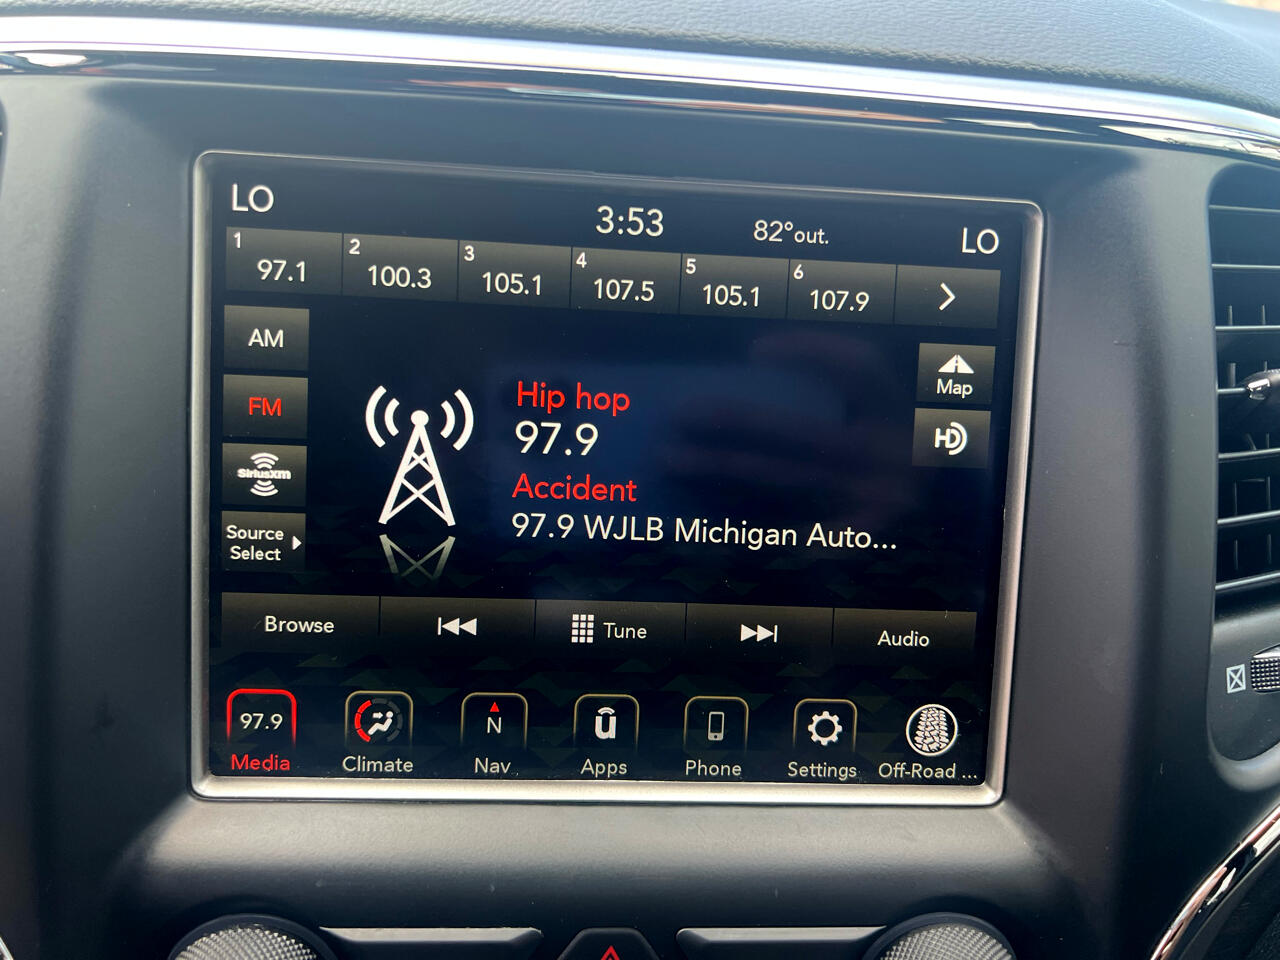 LO
3:53
82° out.
LO
1
97.1
2
100.3
3
105.1
4
107.5
5
105.1
6
107.9
AM
FM
SiriusXM
Source
Select
Hip hop
97.9
Accident
97.9 WJLB Michigan Auto...
Map
HD
Browse
Tune
Audio
97.9
Media
Climate
N
Nav
u
Apps
Phone
Settings
Off-Road ...